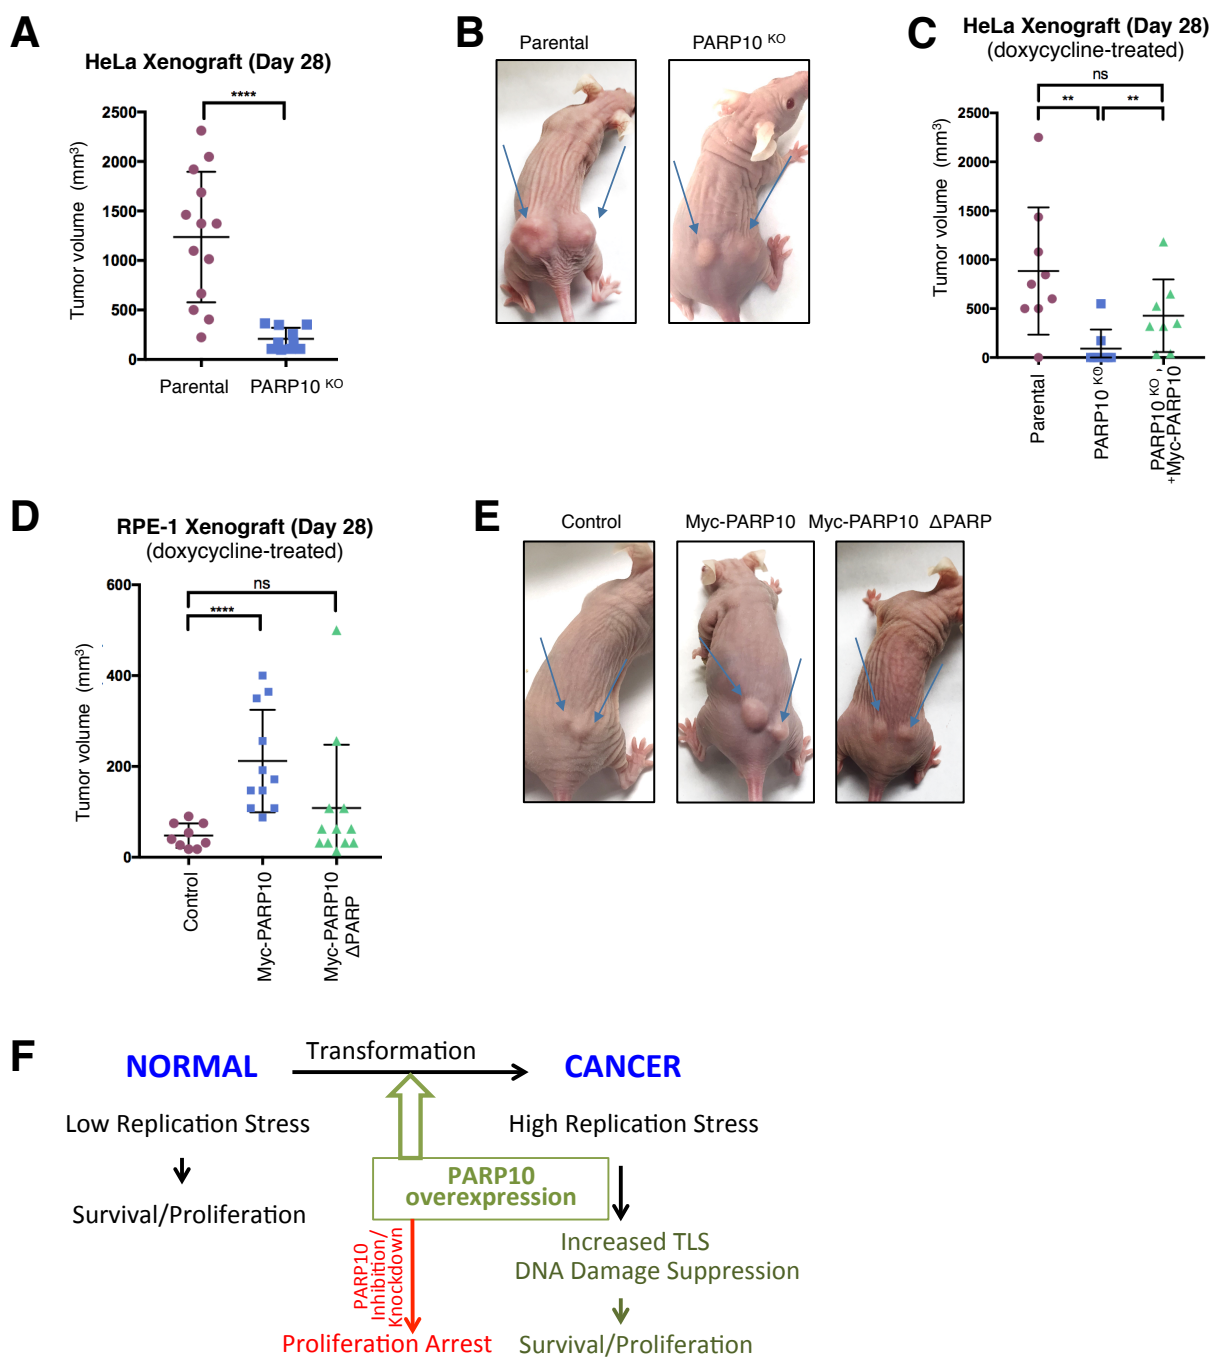 A
HeLa Xenograft (Day 28)
****
Tumor volume (mm³)
2500
2000
1500
1000
500
0
Parental
PARP10 KO
B
Parental
PARP10 KO
C
HeLa Xenograft (Day 28)
(doxycycline-treated)
ns
**
**
Tumor volume (mm³)
2500
2000
1500
1000
500
0
Parental
PARP10 KO
PARP10 KO,
+Myc-PARP10
D
RPE-1 Xenograft (Day 28)
(doxycycline-treated)
ns
****
Tumor volume (mm³)
600
400
200
0
Control
Myc-PARP10
Myc-PARP10
ΔPARP
E
Control
Myc-PARP10
Myc-PARP10 ΔPARP
F
NORMAL
Transformation
CANCER
Low Replication Stress
High Replication Stress
PARP10
overexpression
Survival/Proliferation
PARP10
Inhibition/
Knockdown
Increased TLS
DNA Damage Suppression
Proliferation Arrest
Survival/Proliferation